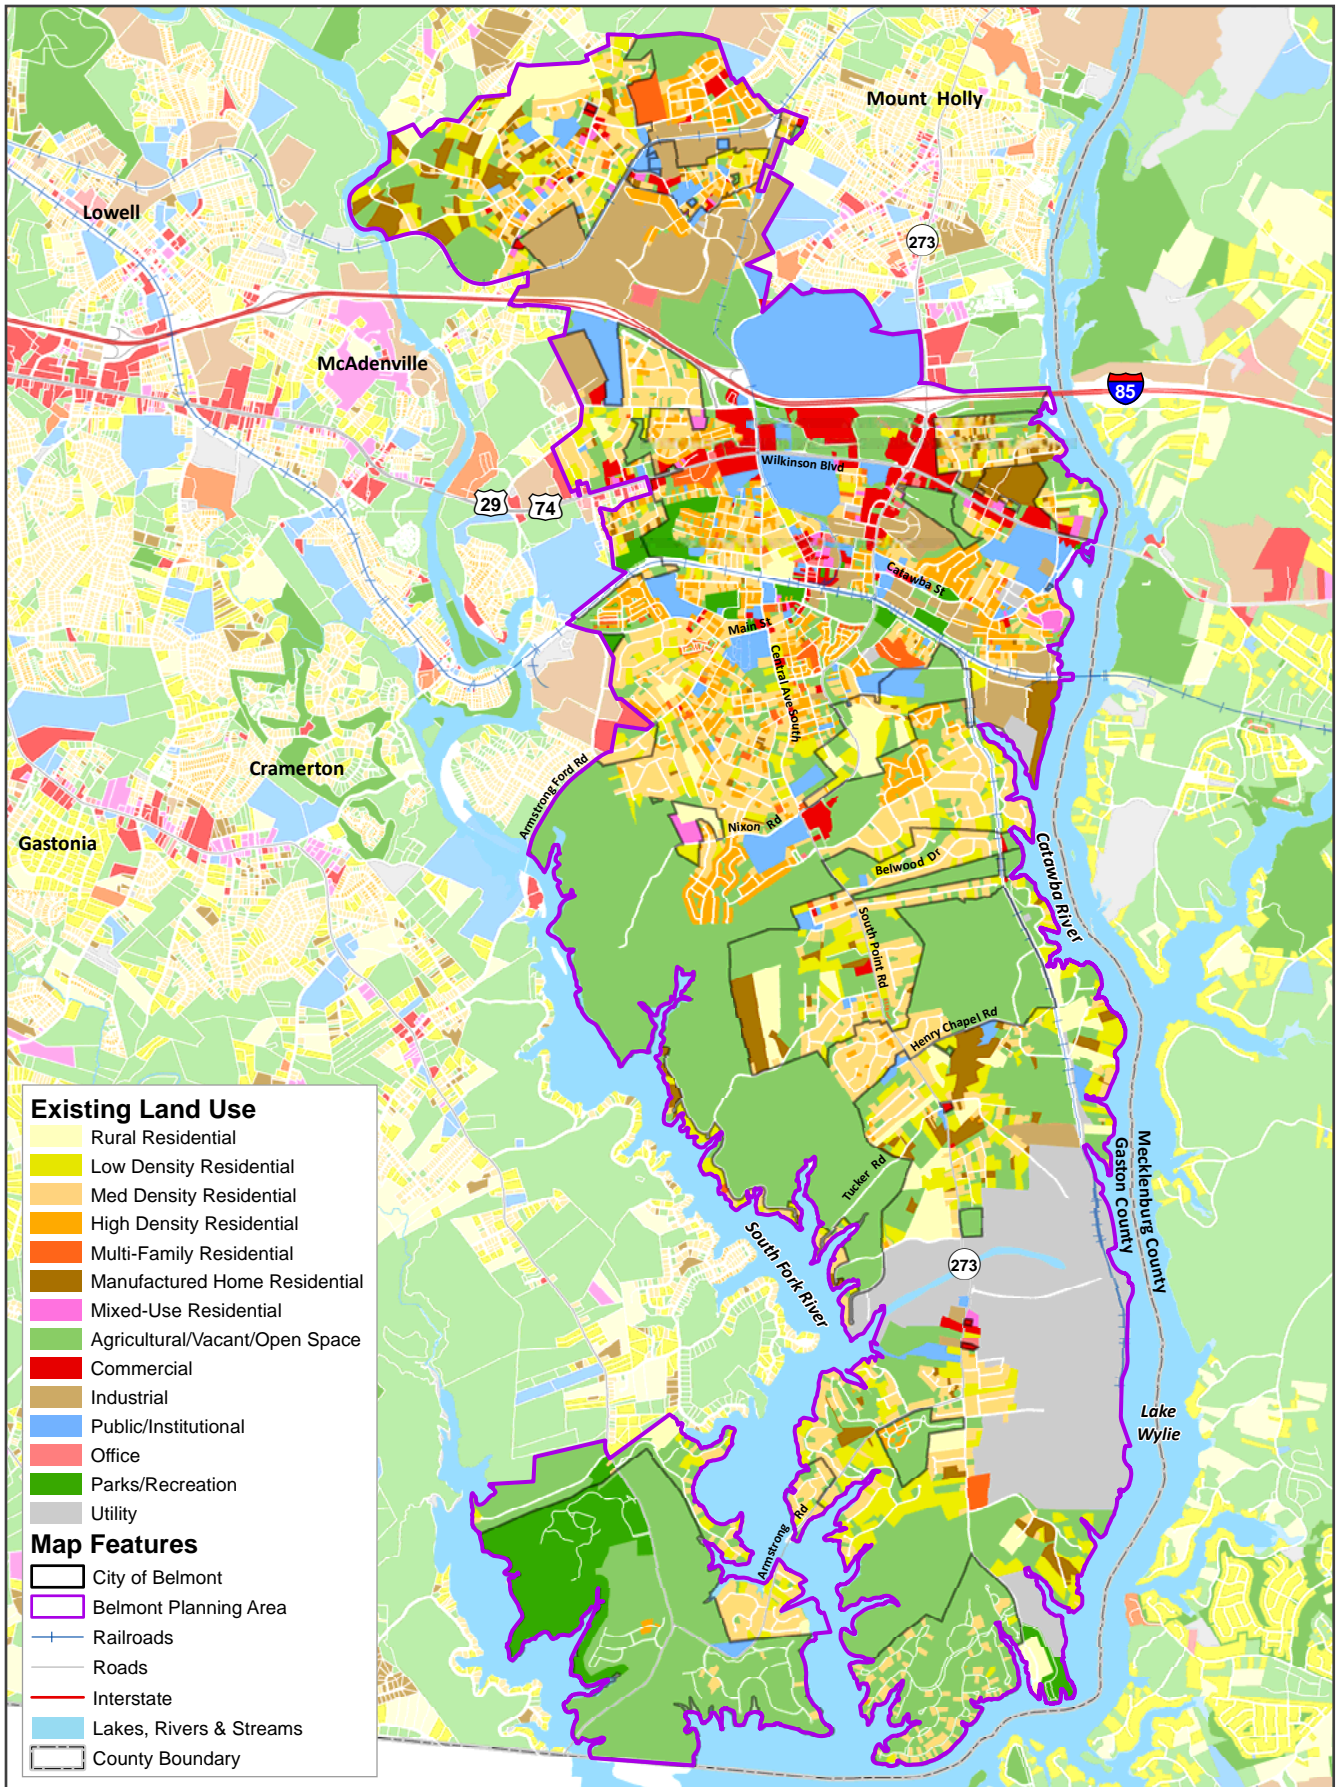 Mount Holly
Lowell
273
McAdenville
85
Wilkinson Blvd
29
74
Catawba St
Main St
Central Ave South
Cramerton
Armstrong Ford Rd
Gastonia
Nixon Rd
Belwood Dr
Catawba River
South Point Rd
Henry Chapel Rd
Tucker Rd
Mecklenburg County
Gaston County
South Fork River
273
Lake
Wylie
Armstrong Rd
Existing Land Use
Rural Residential
Low Density Residential
Med Density Residential
High Density Residential
Multi-Family Residential
Manufactured Home Residential
Mixed-Use Residential
Agricultural/Vacant/Open Space
Commercial
Industrial
Public/Institutional
Office
Parks/Recreation
Utility
Map Features
City of Belmont
Belmont Planning Area
Railroads
Roads
Interstate
Lakes, Rivers & Streams
County Boundary